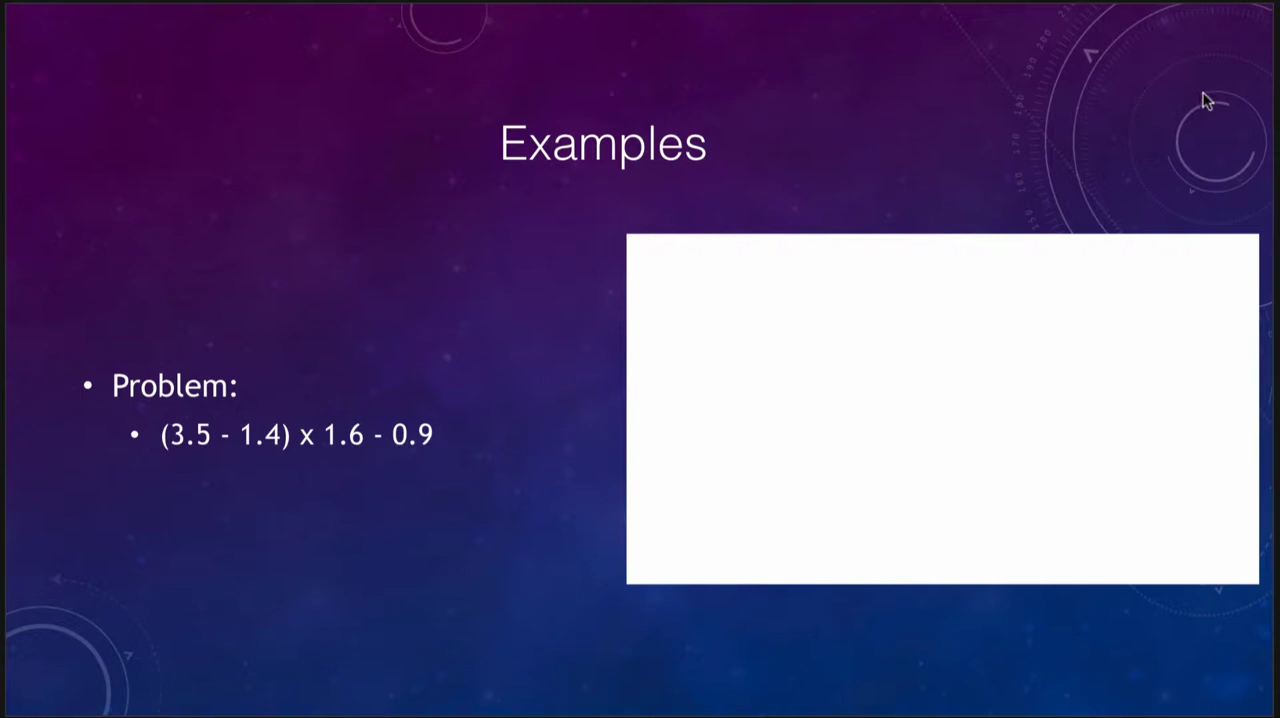 Examples
• Problem:
• (3.5 - 1.4) x 1.6 - 0.9